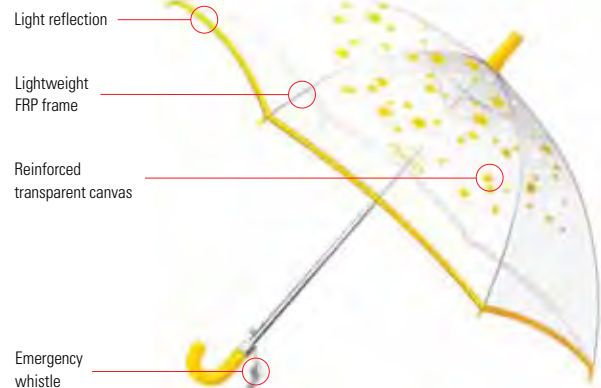 Light reflection
Lightweight
FRP frame
Reinforced
transparent canvas
Emergency
whistle